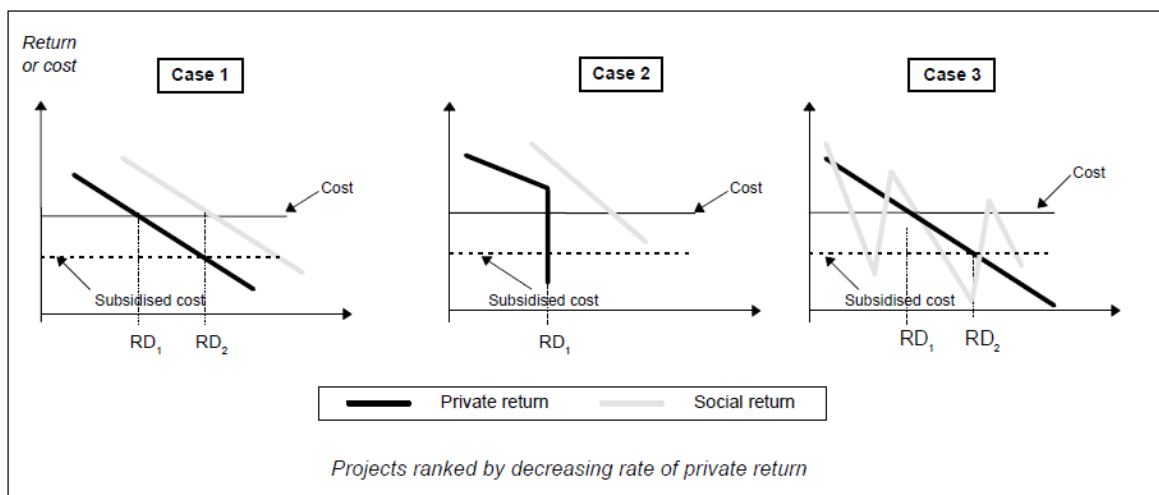 Return
or cost
Case 1
Case 2
Case 3
Cost
Cost
Cost
Subsidised cost
Subsidised cost
Subsidised cost
RD1
RD2
RD1
RD1
RD2
Private return
Social return
Projects ranked by decreasing rate of private return